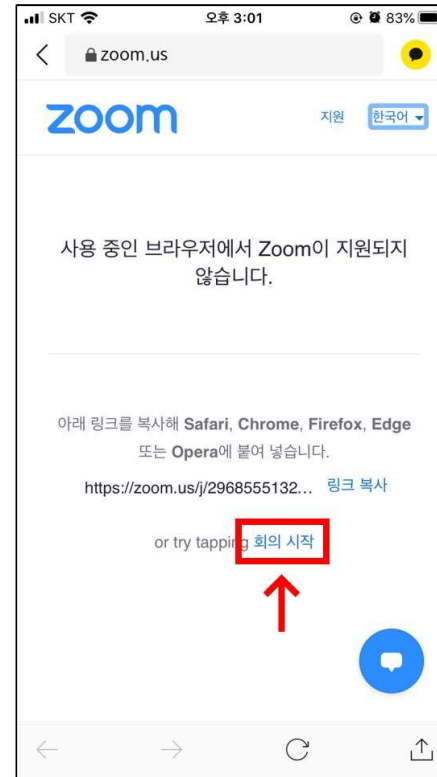 SKT 오후 3:01 83%
zoom.us
zoom 지원 한국어
사용 중인 브라우저에서 Zoom이 지원되지
않습니다.
아래 링크를 복사해 Safari, Chrome, Firefox, Edge
또는 Opera에 붙여 넣습니다.
https://zoom.us/j/2968555132... 링크 복사
or try tapping 회의 시작